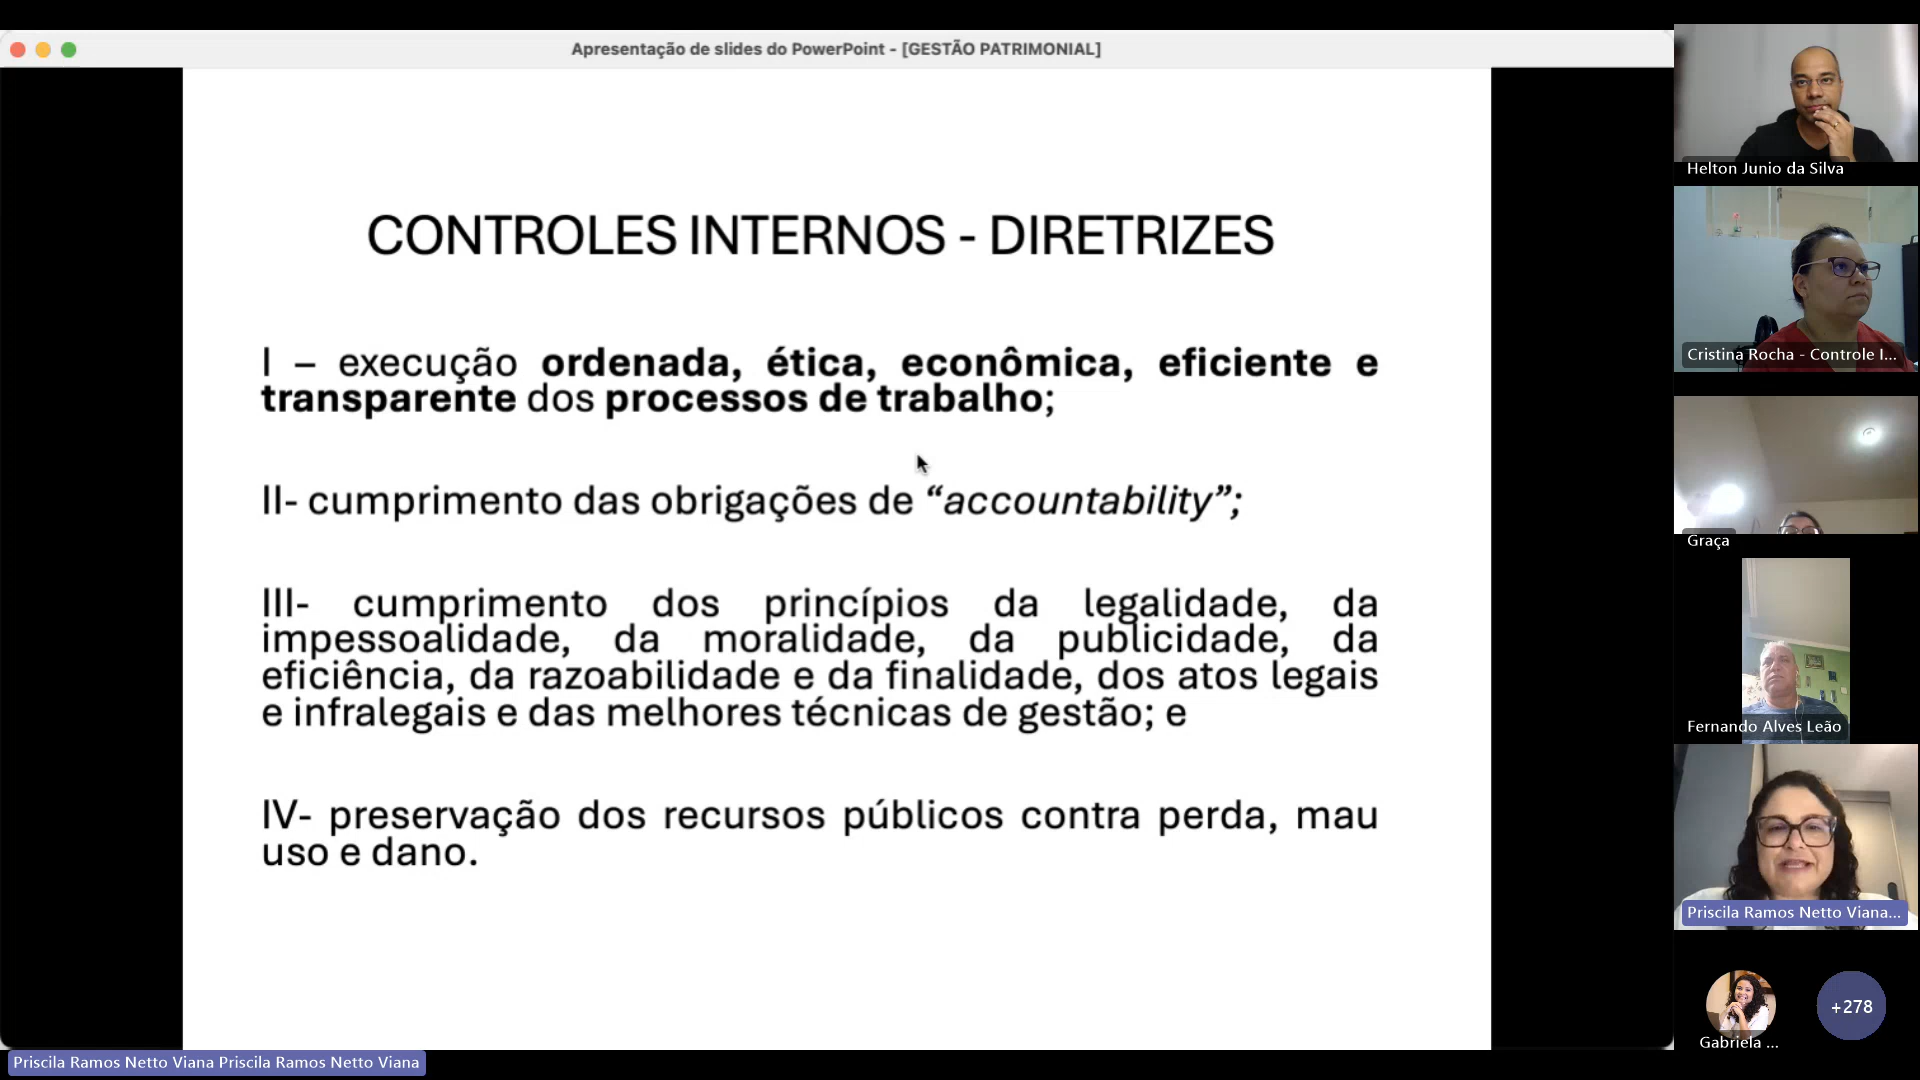 Apresentação de slides do PowerPoint - [GESTÃO PATRIMONIAL]
CONTROLES INTERNOS - DIRETRIZES
I – execução ordenada, ética, econômica, eficiente e
transparente dos processos de trabalho;
II- cumprimento das obrigações de “accountability”;
III- cumprimento dos princípios da legalidade, da
impessoalidade, da moralidade, da publicidade, da
eficiência, da razoabilidade e da finalidade, dos atos legais
e infralegais e das melhores técnicas de gestão; e
IV- preservação dos recursos públicos contra perda, mau
uso e dano.
Helton Junio da Silva
Cristina Rocha - Controle I...
Graça
Fernando Alves Leão
Priscila Ramos Netto Viana...
Gabriela ...
+278
Priscila Ramos Netto Viana Priscila Ramos Netto Viana